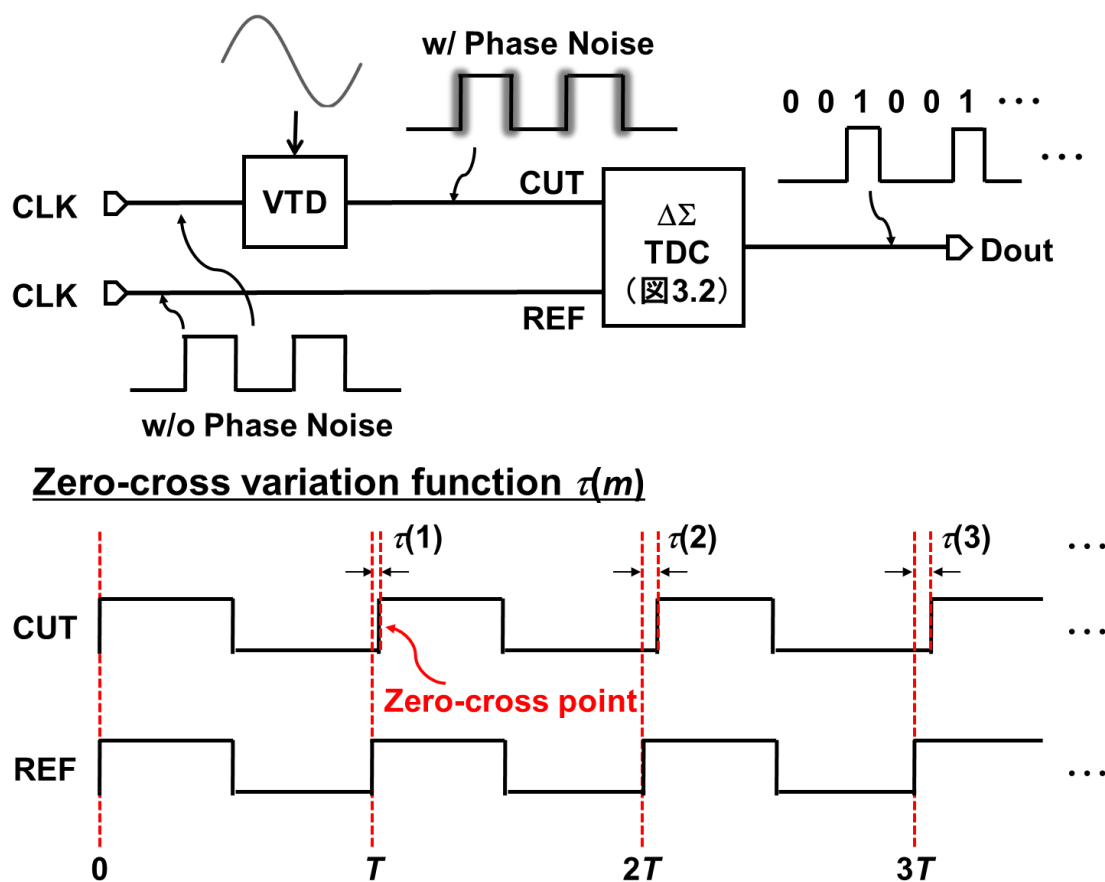 w/ Phase Noise
0 0 1 0 0 1 ···
···
CLK
VTD
CUT
ΔΣ
TDC
(図3.2)
Dout
CLK
REF
w/o Phase Noise
Zero-cross variation function τ(m)
τ(1)
τ(2)
τ(3)
···
CUT
···
Zero-cross point
REF
···
0
T
2T
3T